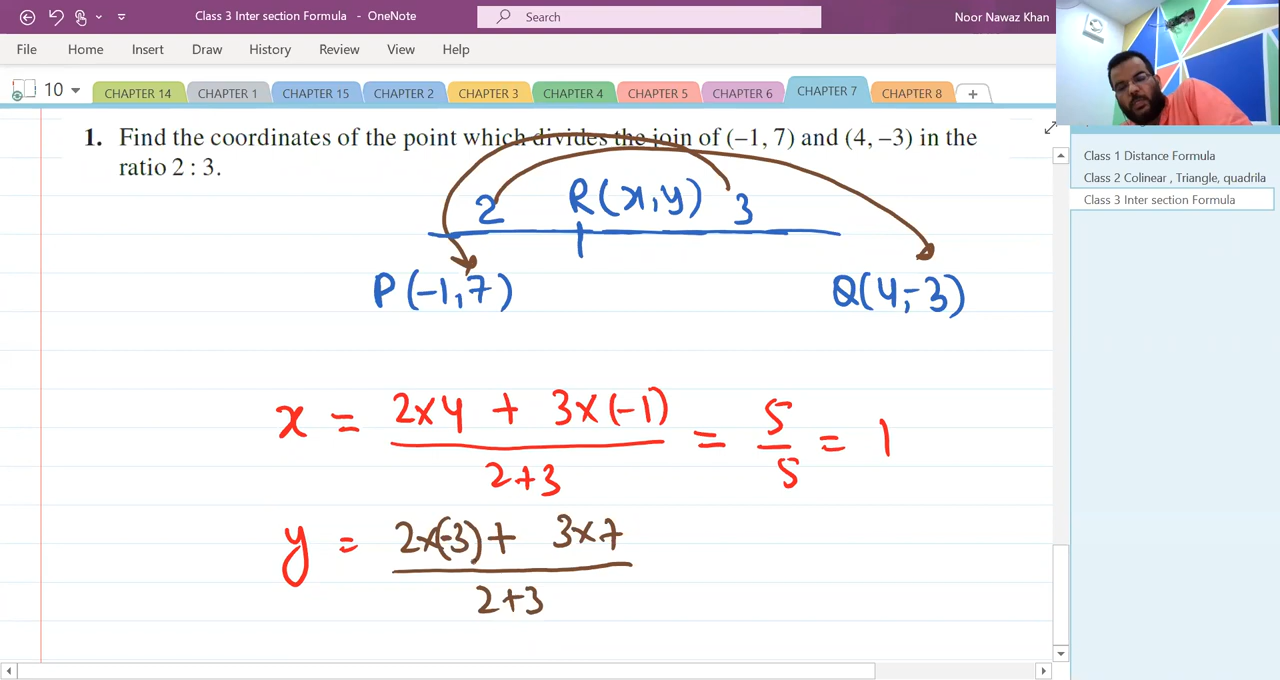 Class 3 Inter section Formula - OneNote
Search
Noor Nawaz Khan
File Home Insert Draw History Review View Help
10 CHAPTER 14 CHAPTER 1 CHAPTER 15 CHAPTER 2 CHAPTER 3 CHAPTER 4 CHAPTER 5 CHAPTER 6 CHAPTER 7 CHAPTER 8 +
Class 1 Distance Formula
Class 2 Colinear , Triangle, quadrila
Class 3 Inter section Formula
1. Find the coordinates of the point which divides the join of (–1, 7) and (4, –3) in the
ratio 2 : 3.
2 R(x,y) 3
P(-1,7) Q(4,-3)
x = 2x4 + 3x(-1) / 2+3 = 5/5 = 1
y = 2x(-3) + 3x7 / 2+3